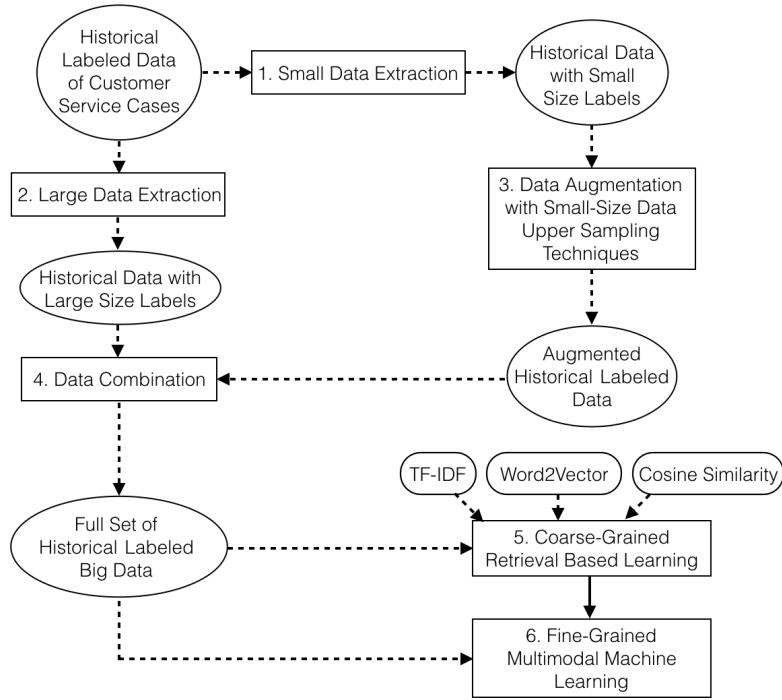 Historical
Labeled Data
of Customer
Service Cases
1. Small Data Extraction
Historical Data
with Small
Size Labels
2. Large Data Extraction
3. Data Augmentation
with Small-Size Data
Upper Sampling
Techniques
Historical Data with
Large Size Labels
4. Data Combination
Augmented
Historical Labeled
Data
TF-IDF
Word2Vector
Cosine Similarity
Full Set of
Historical Labeled
Big Data
5. Coarse-Grained
Retrieval Based Learning
6. Fine-Grained
Multimodal Machine
Learning